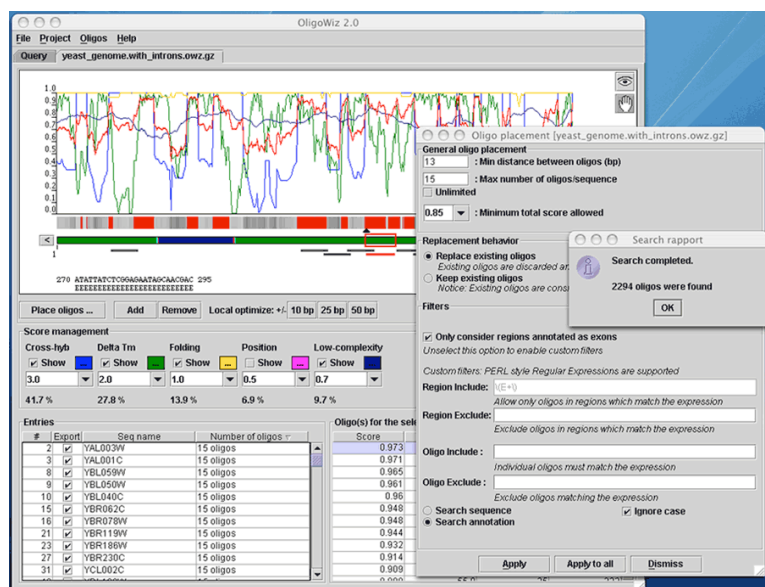 OligoWiz 2.0
File Project Oligos Help
Query yeast_genome.with_introns.owz.gz
1.0
0.9
0.8
0.7
0.6
0.5
0.4
0.3
0.2
0.1
0.0
<
1
270 ATATTATCTCGGAGAATAGCAACGAC 295
EEEEEEEEEEEEEEEEEEEEEEEEEE
Place oligos ... Add Remove Local optimize: +/- 10 bp 25 bp 50 bp
Score management
Cross-hyb Delta Tm Folding Position Low-complexity
Show ... Show ... Show ... Show ... Show ...
3.0 2.0 1.0 0.5 0.7
41.7 % 27.8 % 13.9 % 6.9 % 9.7 %
Entries
# Export Seq name Number of oligos
2 YAL003W 15 oligos
3 YAL001C 15 oligos
8 YBL059W 15 oligos
9 YBL050W 15 oligos
10 YBL040C 15 oligos
15 YBR062C 15 oligos
16 YBR078W 15 oligos
21 YBR119W 15 oligos
23 YBR186W 15 oligos
27 YBR230C 15 oligos
31 YCL002C 15 oligos
Oligo(s) for the sele
Score
0.973
0.971
0.965
0.961
0.96
0.948
0.948
0.944
0.932
0.914
0.909
Oligo placement [yeast_genome.with_introns.owz.gz]
General oligo placement
13 : Min distance between oligos (bp)
15 : Max number of oligos/sequence
Unlimited
0.85 : Minimum total score allowed
Replacement behavior
Replace existing oligos
Existing oligos are discarded an
Keep existing oligos
Notice: Existing oligos are cons
Filters
Only consider regions annotated as exons
Unselect this option to enable custom filters
Custom filters: PERL style Regular Expressions are supported
Region Include:
Allow only oligos in regions which match the expression
Region Exclude:
Exclude oligos in regions which match the expression
Oligo Include :
Individual oligos must match the expression
Oligo Exclude :
Exclude oligos matching the expression
Search sequence Ignore case
Search annotation
Apply Apply to all Dismiss
Search rapport
Search completed.
2294 oligos were found
OK